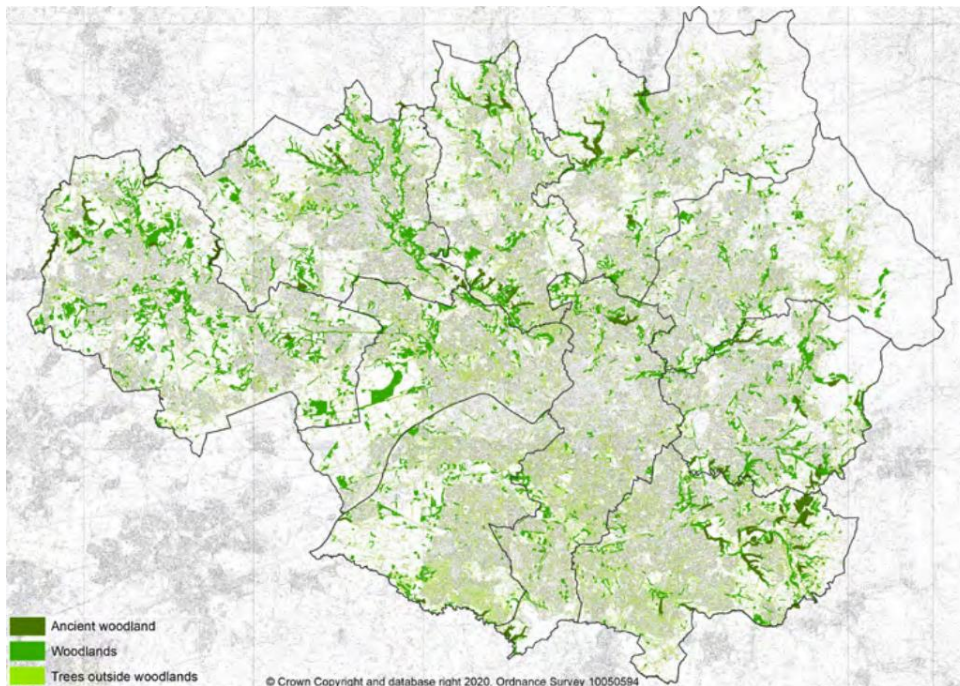 Ancient woodland
Woodlands
Trees outside woodlands
© Crown Copyright and database right 2020. Ordnance Survey 10050594